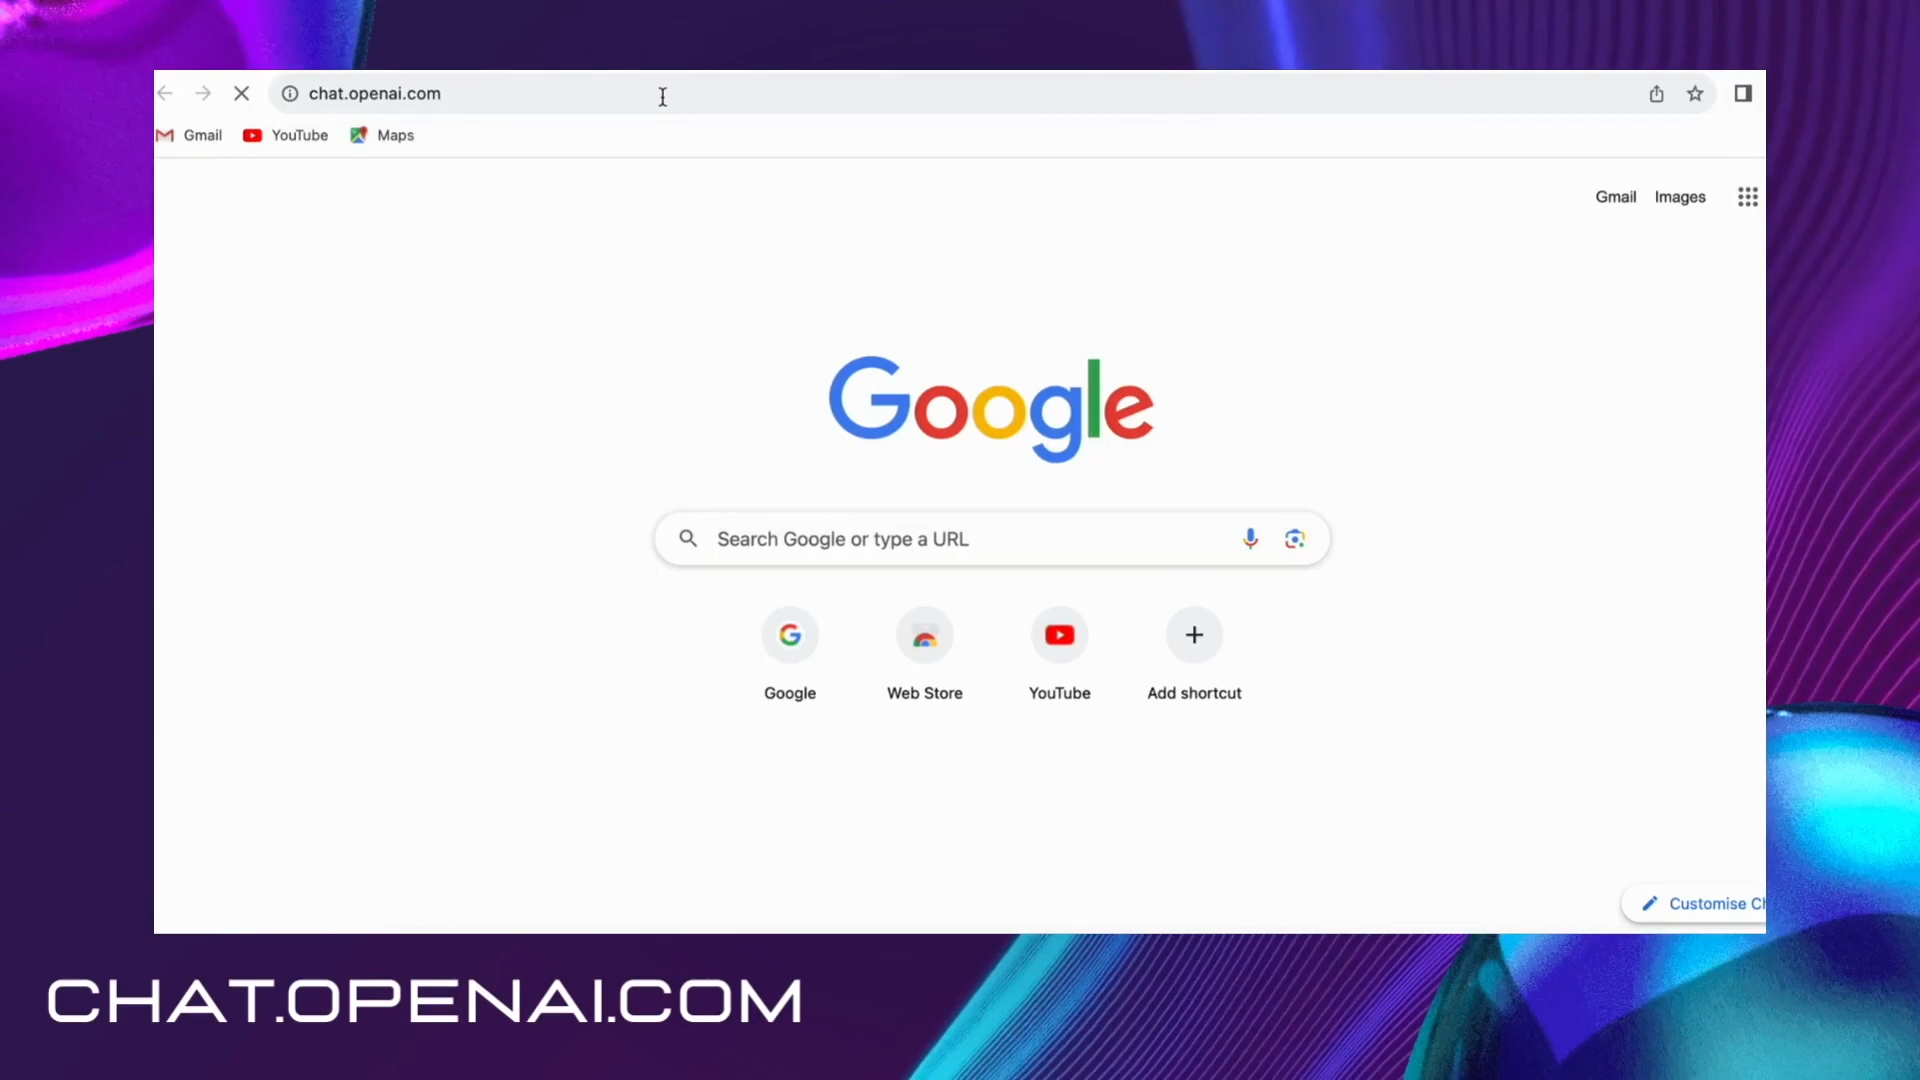 chat.openai.com
Gmail YouTube Maps
Gmail Images
Google
Search Google or type a URL
Google Web Store YouTube Add shortcut
Customise Ch
CHAT.OPENAI.COM